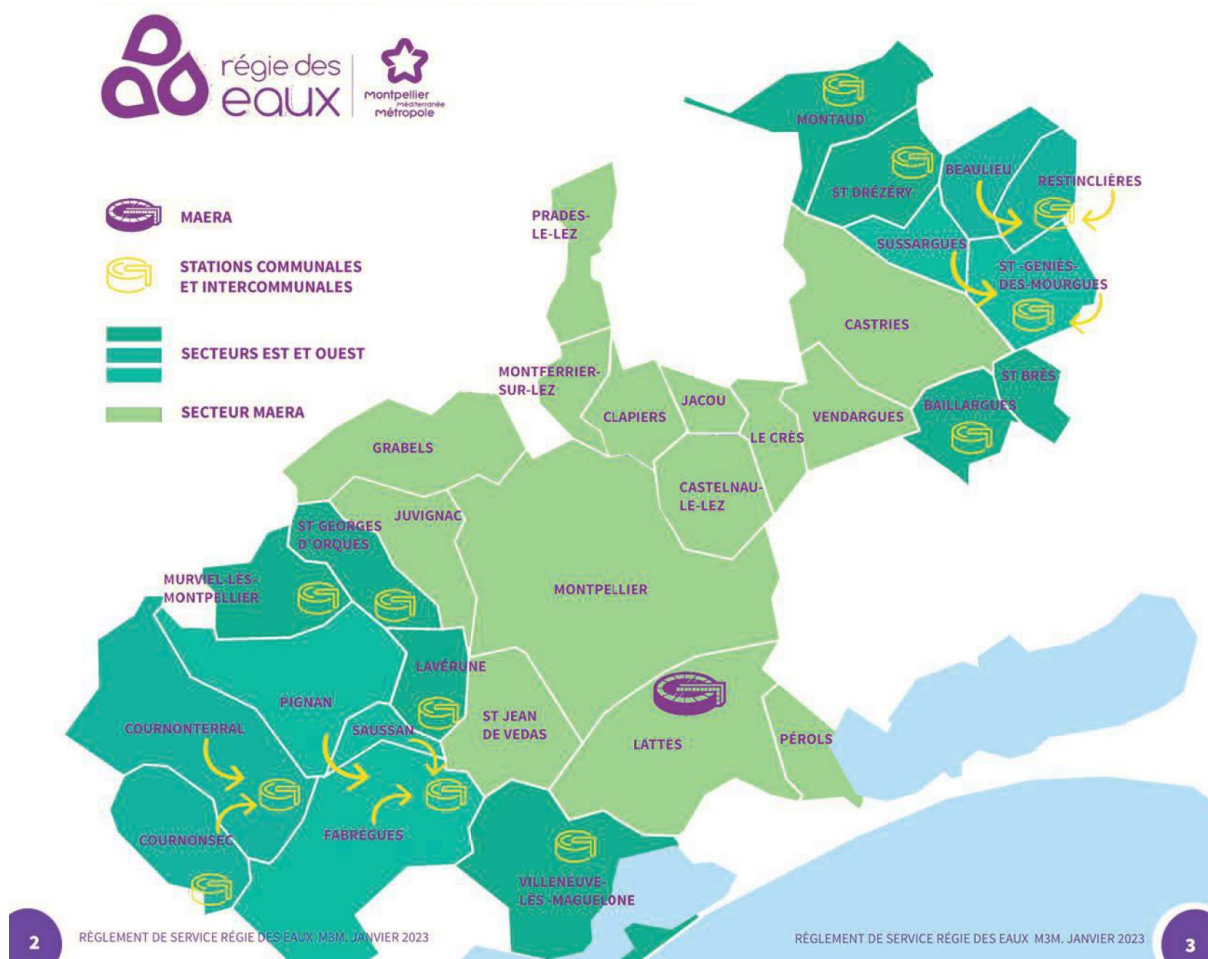 régie des
eaux
montpellier
méditerranée
métropole
MAERA
STATIONS COMMUNALES
ET INTERCOMMUNALES
SECTEURS EST ET OUEST
SECTEUR MAERA
MONTAUD
ST DRÉZÉRY
BEAULIEU
RESTINCLIÈRES
PRADES-
LE-LEZ
SUSSARGUES
ST -GENIÈS-
DES-MOURGUES
CASTRIES
MONTFERRIER-
SUR-LEZ
CLAPIERS
JACOU
LE CRÈS
VENDARGUES
BAILLARGUES
ST BRÈS
GRABELS
CASTELNAU-
LE-LEZ
ST GEORGES
D'ORQUES
JUVIGNAC
MURVIEL-LÈS-
MONTPELLIER
MONTPELLIER
LAVÉRUNE
PIGNAN
COURNONTERRAL
SAUSSAN
ST JEAN
DE VEDAS
LATTES
PÉROLS
COURNONSEC
FABRÈGUES
VILLENEUVE-
LÈS -MAGUELONE
2
RÈGLEMENT DE SERVICE RÉGIE DES EAUX M3M. JANVIER 2023
RÈGLEMENT DE SERVICE RÉGIE DES EAUX M3M. JANVIER 2023
3